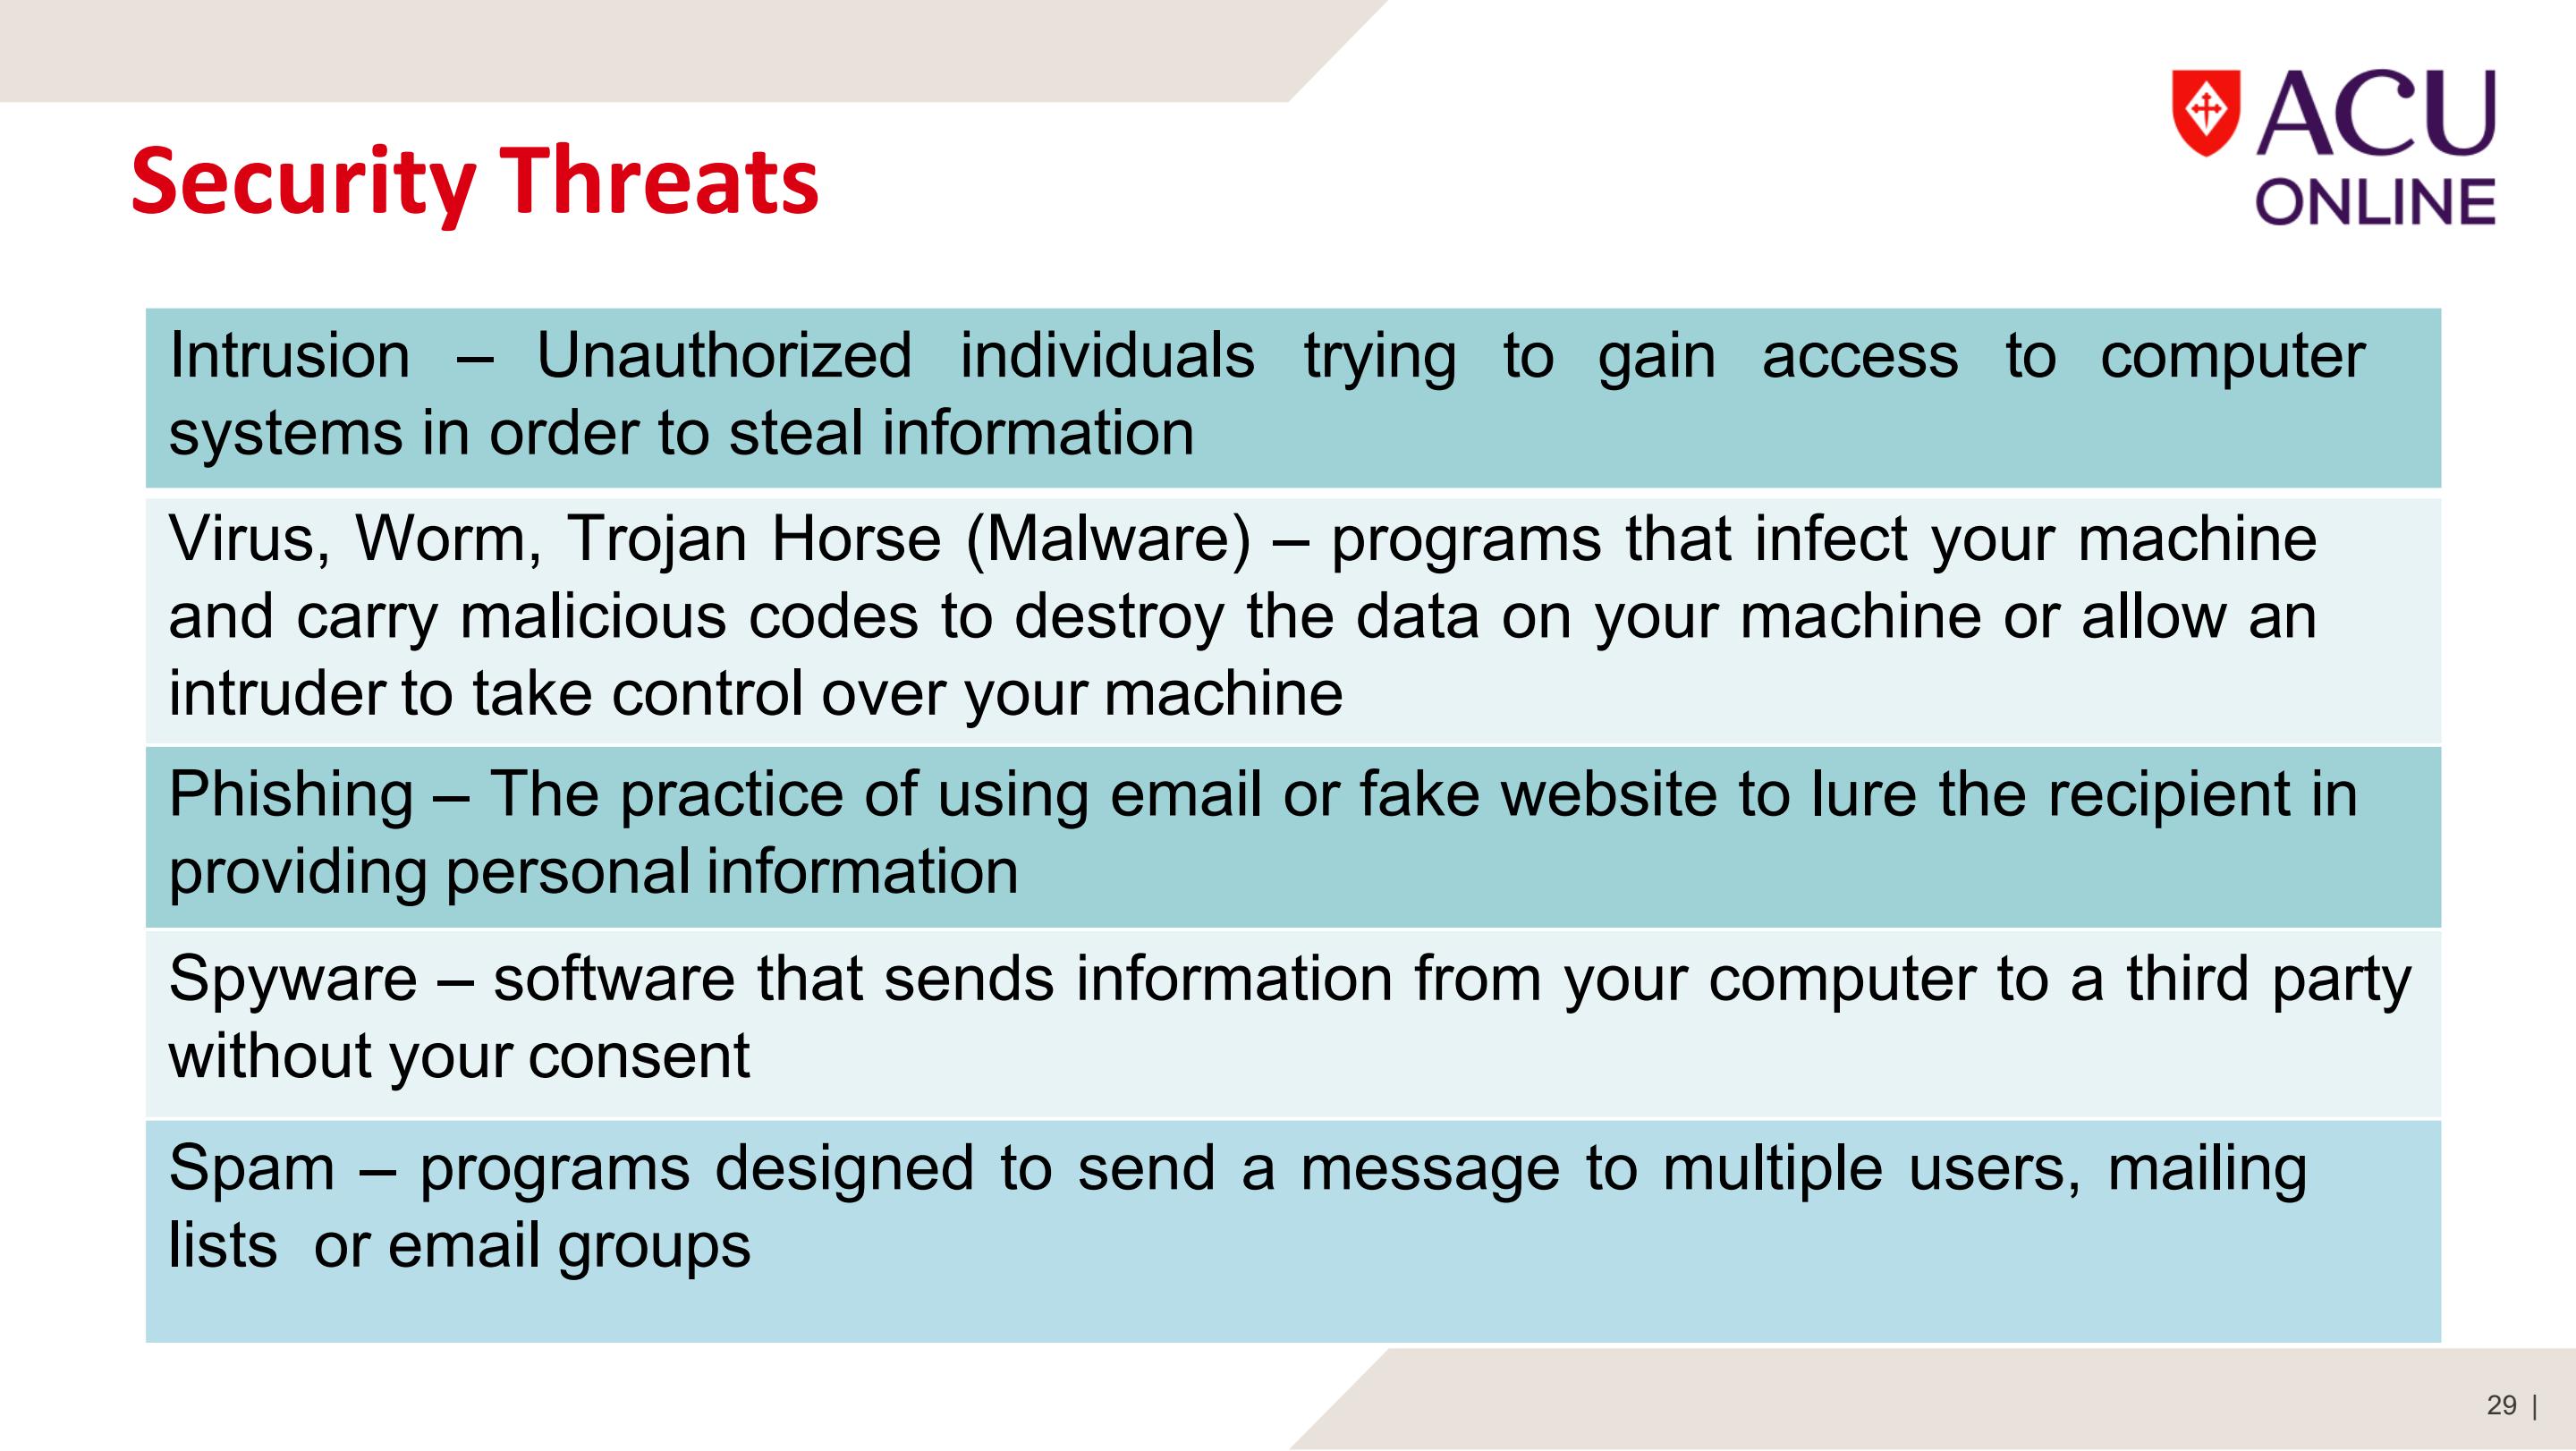 ACU
ONLINE
Security Threats
Intrusion – Unauthorized individuals trying to gain access to computer
systems in order to steal information
Virus, Worm, Trojan Horse (Malware) – programs that infect your machine
and carry malicious codes to destroy the data on your machine or allow an
intruder to take control over your machine
Phishing – The practice of using email or fake website to lure the recipient in
providing personal information
Spyware – software that sends information from your computer to a third party
without your consent
Spam – programs designed to send a message to multiple users, mailing
lists  or email groups
29 |